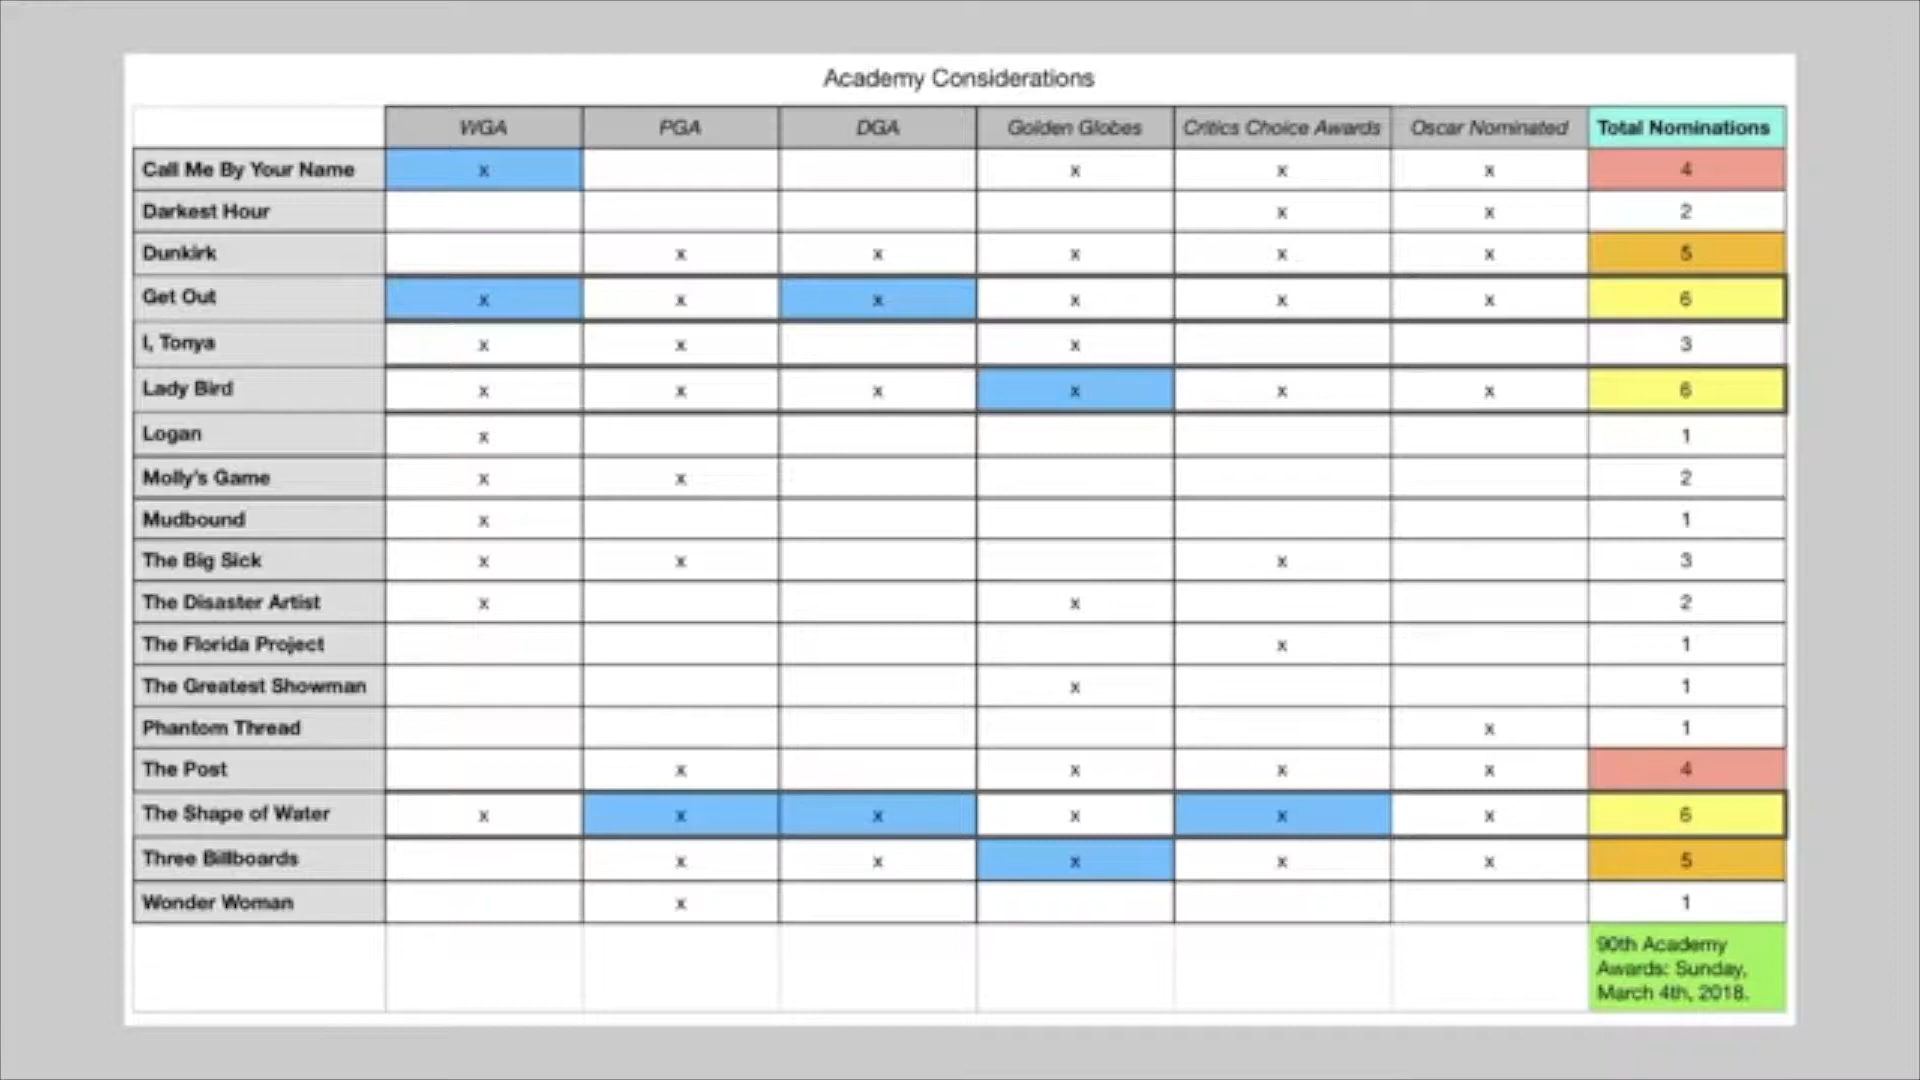 Academy Considerations
WGA PGA DGA Golden Globes Critics Choice Awards Oscar Nominated Total Nominations
Call Me By Your Name x x x x 4
Darkest Hour x x 2
Dunkirk x x x x x 5
Get Out x x x x x x 6
I, Tonya x x x 3
Lady Bird x x x x x x 6
Logan x 1
Molly's Game x x 2
Mudbound x 1
The Big Sick x x x 3
The Disaster Artist x x 2
The Florida Project x 1
The Greatest Showman x 1
Phantom Thread x 1
The Post x x x x 4
The Shape of Water x x x x x x 6
Three Billboards x x x x x 5
Wonder Woman x 1
90th Academy
Awards: Sunday,
March 4th, 2018.